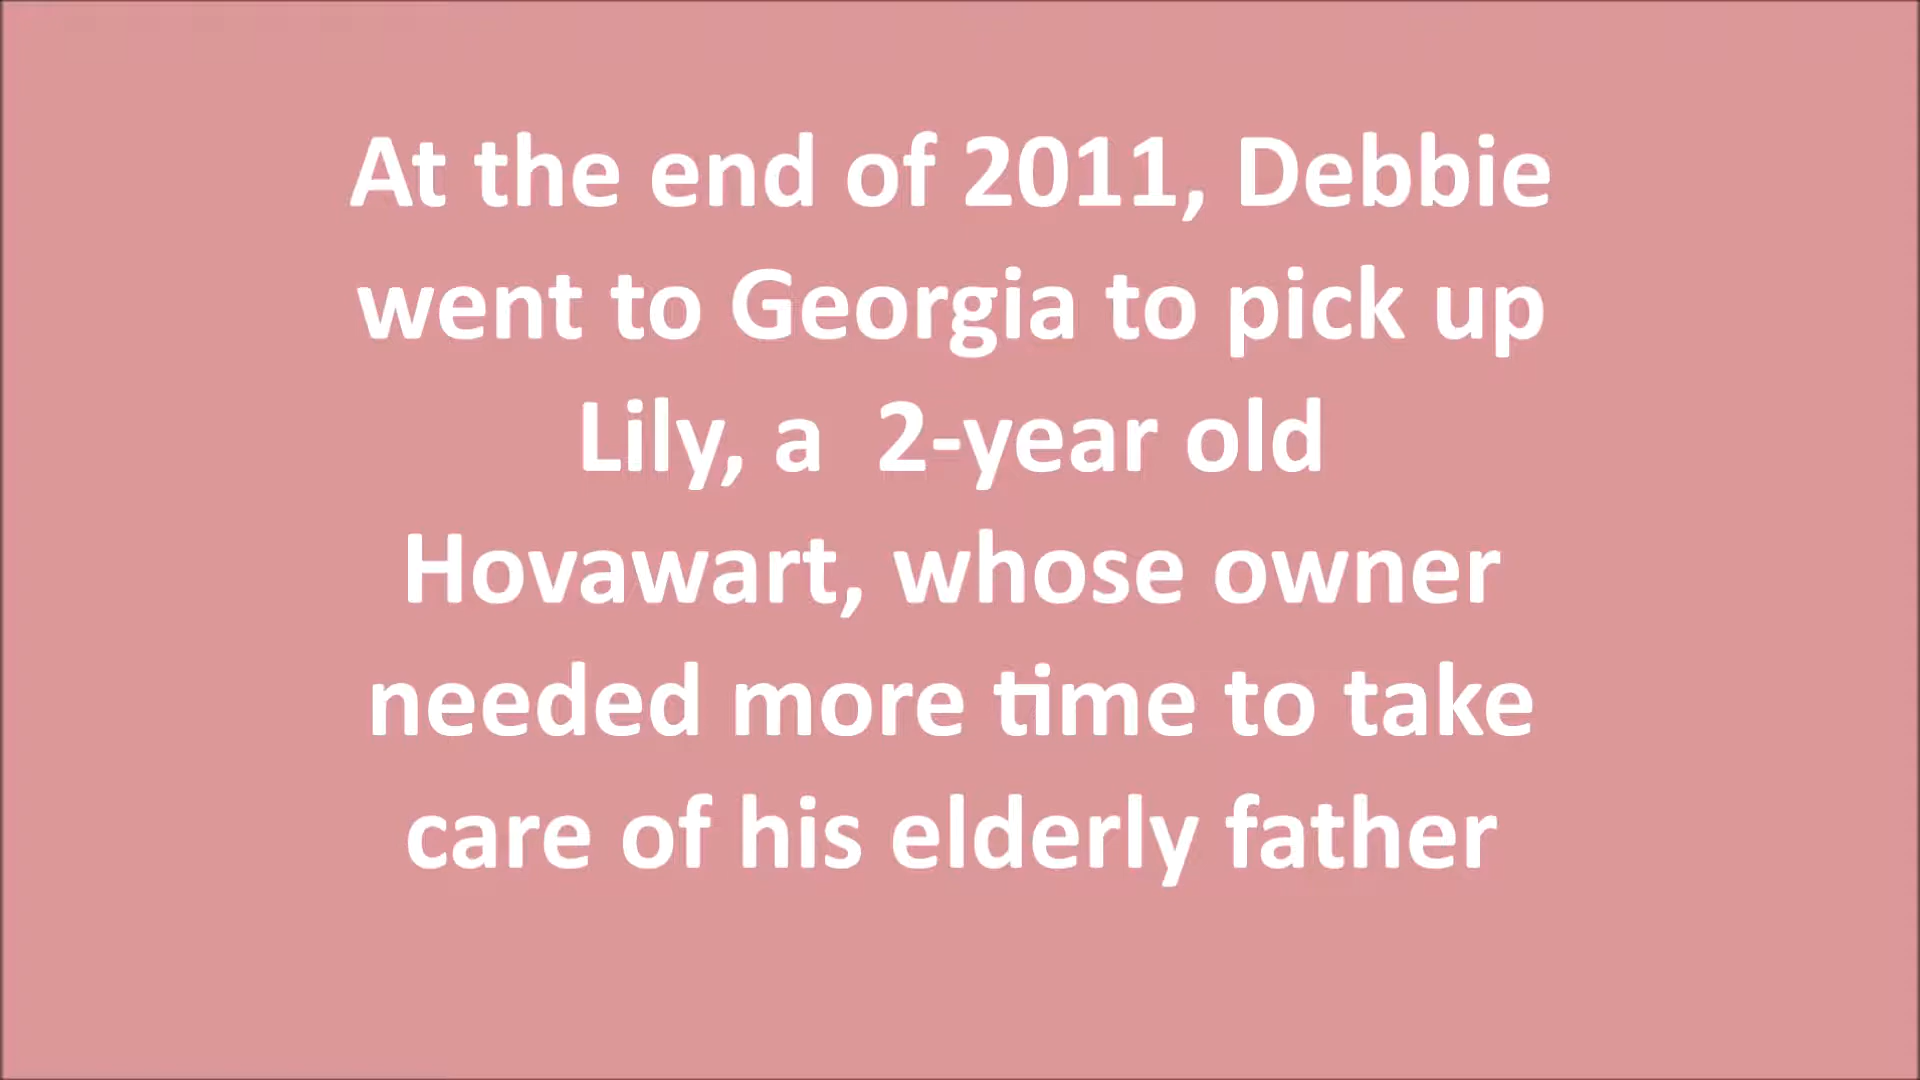 At the end of 2011, Debbie
went to Georgia to pick up
Lily, a  2-year old
Hovawart, whose owner
needed more time to take
care of his elderly father